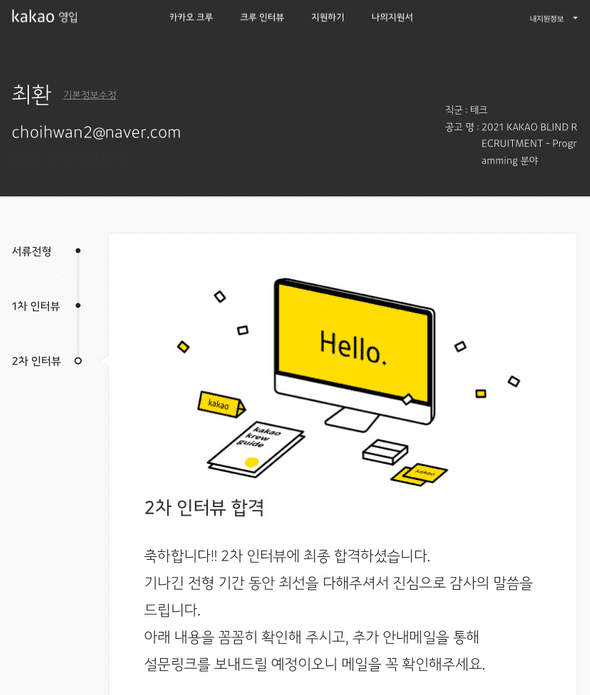 kakao 영입
카카오 크루 크루 인터뷰 지원하기 나의지원서
내지원정보
최환 기본정보수정
choihwan2@naver.com
직군 : 테크
공고 명 : 2021 KAKAO BLIND R
ECRUITMENT - Progr
amming 분야
서류전형
1차 인터뷰
2차 인터뷰
Hello.
kakao
kakao
krew
guide
kakao
2차 인터뷰 합격
축하합니다!! 2차 인터뷰에 최종 합격하셨습니다.
기나긴 전형 기간 동안 최선을 다해주셔서 진심으로 감사의 말씀을
드립니다.
아래 내용을 꼼꼼히 확인해 주시고, 추가 안내메일을 통해
설문링크를 보내드릴 예정이오니 메일을 꼭 확인해주세요.